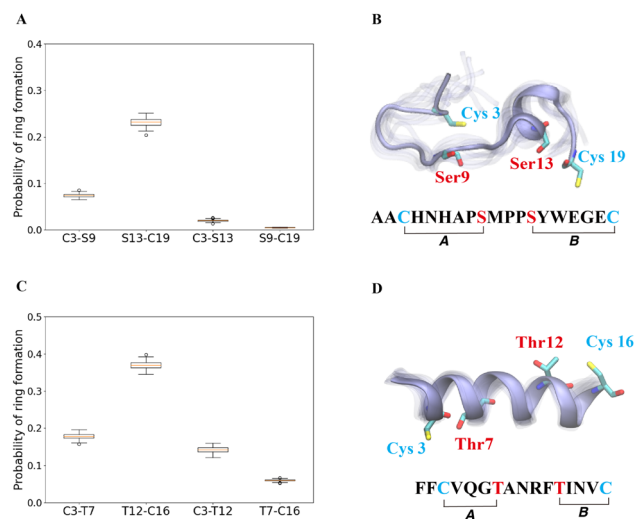 A
Probability of ring formation
0.4
0.3
0.2
0.1
0.0
C3-S9 S13-C19 C3-S13 S9-C19
B
Cys 3
Ser9
Ser13
Cys 19
AACHNHAPSMPPSYWEGEC
A B
C
Probability of ring formation
0.5
0.4
0.3
0.2
0.1
0.0
C3-T7 T12-C16 C3-T12 T7-C16
D
Thr12
Cys 16
Cys 3
Thr7
FFCVQGTANRFTINVC
A B